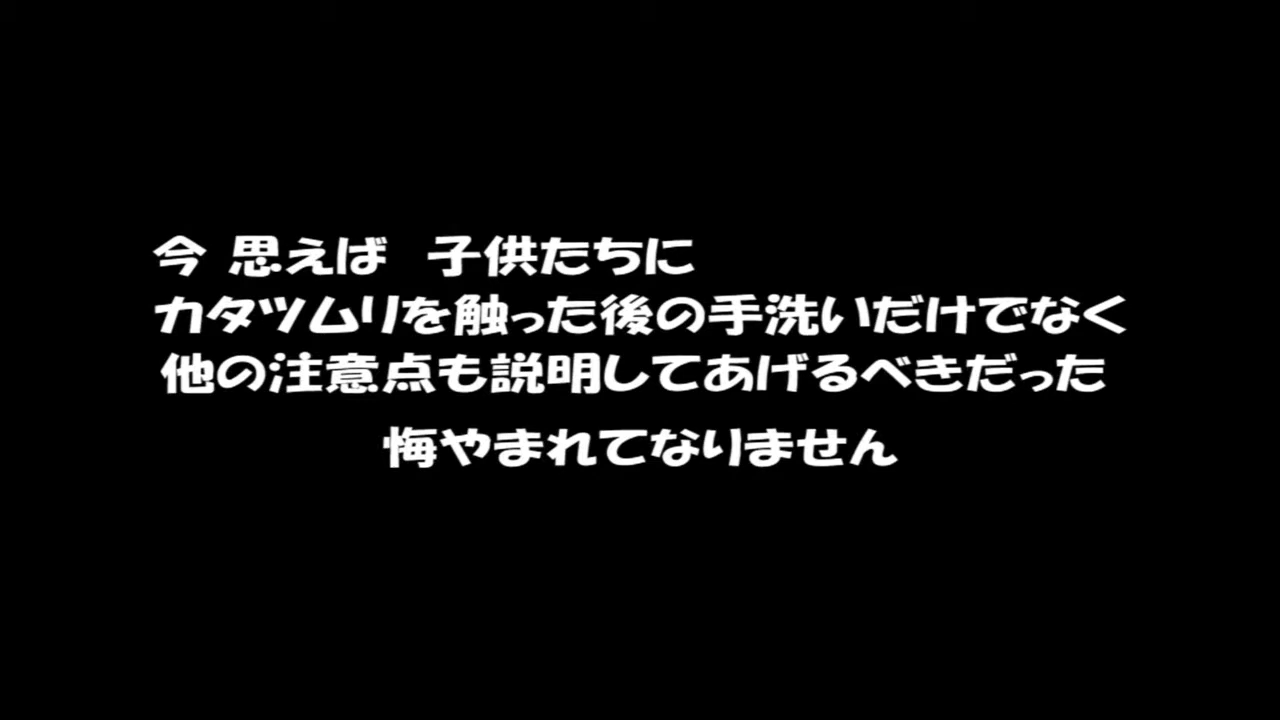 今 思えば 子供たちに
カタツムリを触った後の手洗いだけでなく
他の注意点も説明してあげるべきだった
悔やまれてなりません